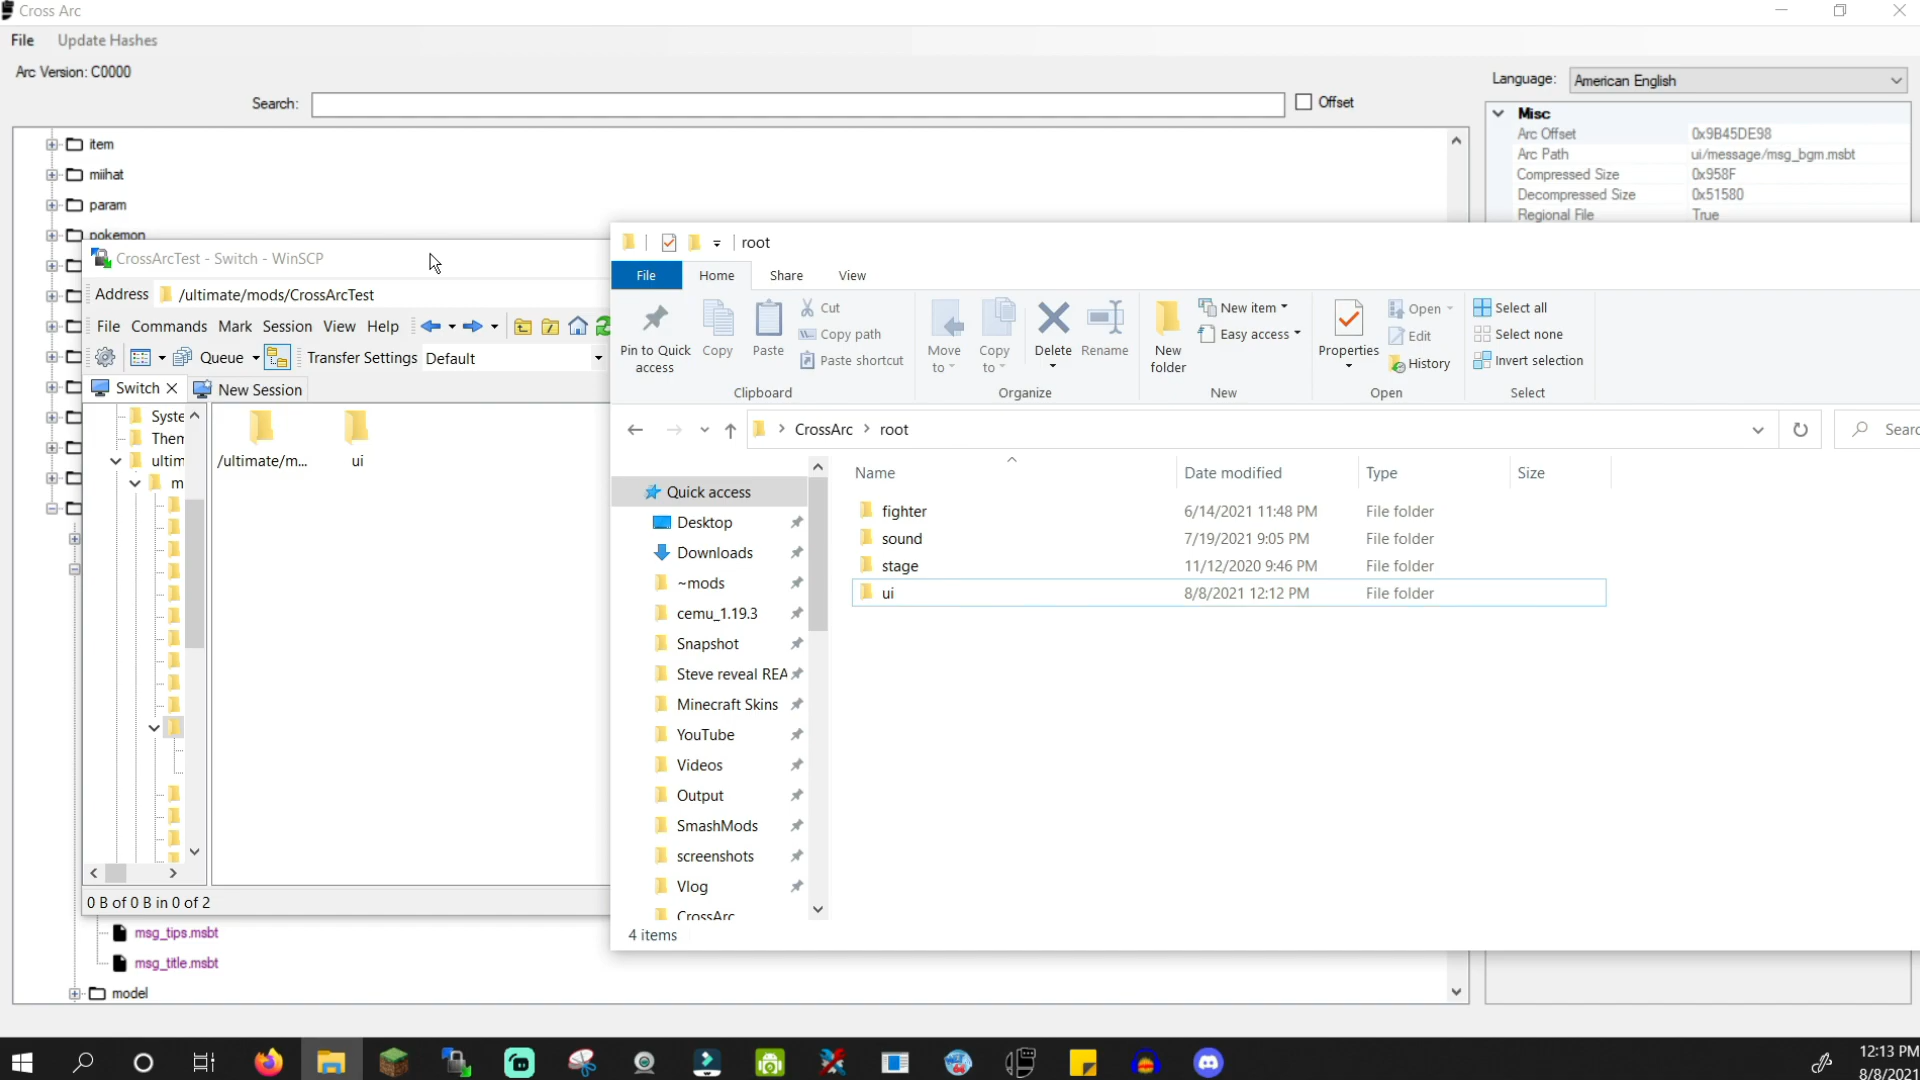 Cross Arc
File Update Hashes
Arc Version: C0000
Language: American English
Search: Offset
Misc
Arc Offset 0x9B45DE98
Arc Path ui/message/msg_bgm.msbt
Compressed Size 0x958F
Decompressed Size 0x51580
Regional File True
item
miihat
param
pokemon
CrossArcTest - Switch - WinSCP
Address /ultimate/mods/CrossArcTest
File Commands Mark Session View Help
Queue Transfer Settings Default
Switch New Session
Syste
Then
ultim
m
/ultimate/m... ui
0 B of 0 B in 0 of 2
msg_tips.msbt
msg_title.msbt
model
root
File Home Share View
Pin to Quick access
Copy
Paste
Cut
Copy path
Paste shortcut
Clipboard
Move to
Copy to
Delete
Rename
Organize
New folder
New item
Easy access
New
Properties
Open
Edit
History
Open
Select all
Select none
Invert selection
Select
CrossArc > root
Searc
Name Date modified Type Size
fighter 6/14/2021 11:48 PM File folder
sound 7/19/2021 9:05 PM File folder
stage 11/12/2020 9:46 PM File folder
ui 8/8/2021 12:12 PM File folder
Quick access
Desktop
Downloads
~mods
cemu_1.19.3
Snapshot
Steve reveal REA
Minecraft Skins
YouTube
Videos
Output
SmashMods
screenshots
Vlog
CrossArc
4 items
12:13 PM
8/8/2021